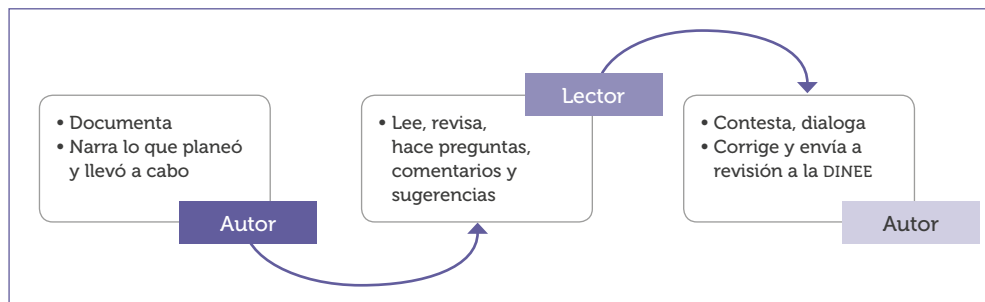 • Documenta
• Narra lo que planeó
y llevó a cabo
Autor
Lector
• Lee, revisa,
hace preguntas,
comentarios y
sugerencias
• Contesta, dialoga
• Corrige y envía a
revisión a la DINEE
Autor